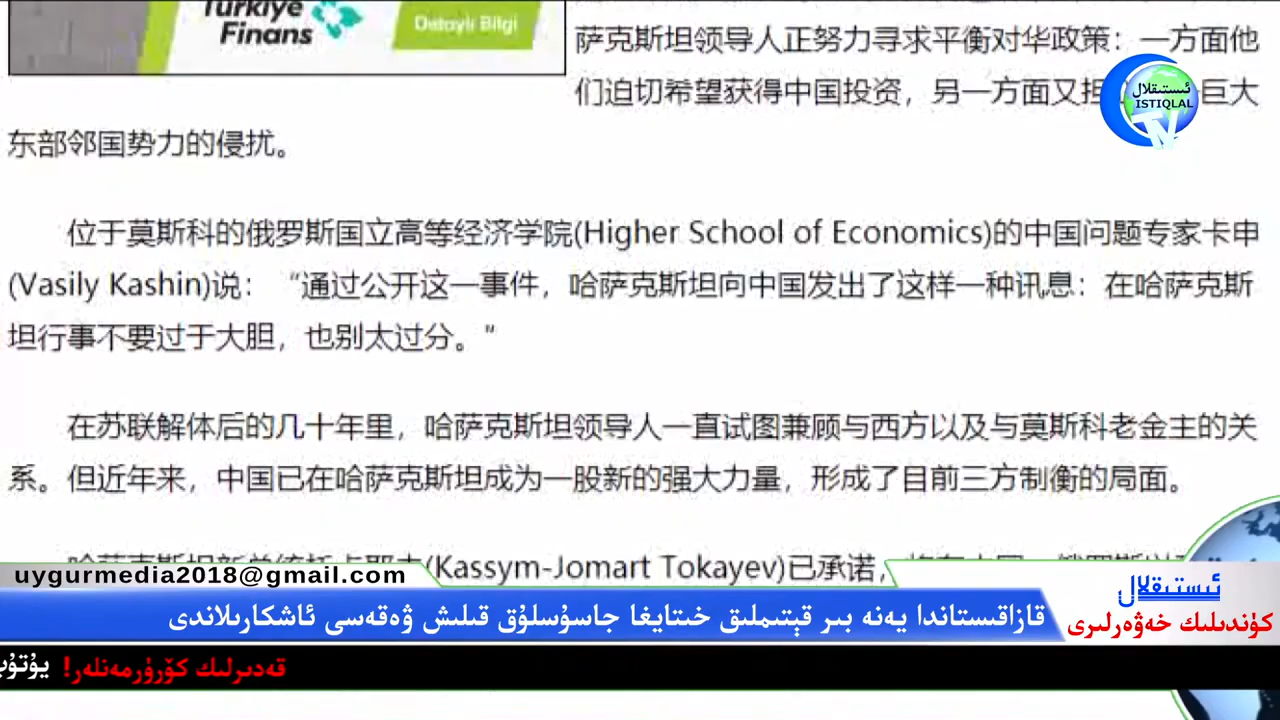 Türkiye
Finans
Detaylı Bilgi
萨克斯坦领导人正努力寻求平衡对华政策：一方面他
们迫切希望获得中国投资，另一方面又担 巨大
东部邻国势力的侵扰。
ئىستىقلال
ISTIQLAL
TV
位于莫斯科的俄罗斯国立高等经济学院(Higher School of Economics)的中国问题专家卡申
(Vasily Kashin)说：“通过公开这一事件，哈萨克斯坦向中国发出了这样一种讯息：在哈萨克斯
坦行事不要过于大胆，也别太过分。”
在苏联解体后的几十年里，哈萨克斯坦领导人一直试图兼顾与西方以及与莫斯科老金主的关
系。但近年来，中国已在哈萨克斯坦成为一股新的强大力量，形成了目前三方制衡的局面。
(Kassym-Jomart Tokayev)已承诺，
uygurmedia2018@gmail.com
ئىستىقلال
كۈندىلىك خەۋەرلىرى
قازاقىستاندا يەنە بىر قېتىملىق خىتايغا جاسۇسلۇق قىلىش ۋەقەسى ئاشكارىلاندى
قەدىرلىك كۆرۈرمەنلەر!